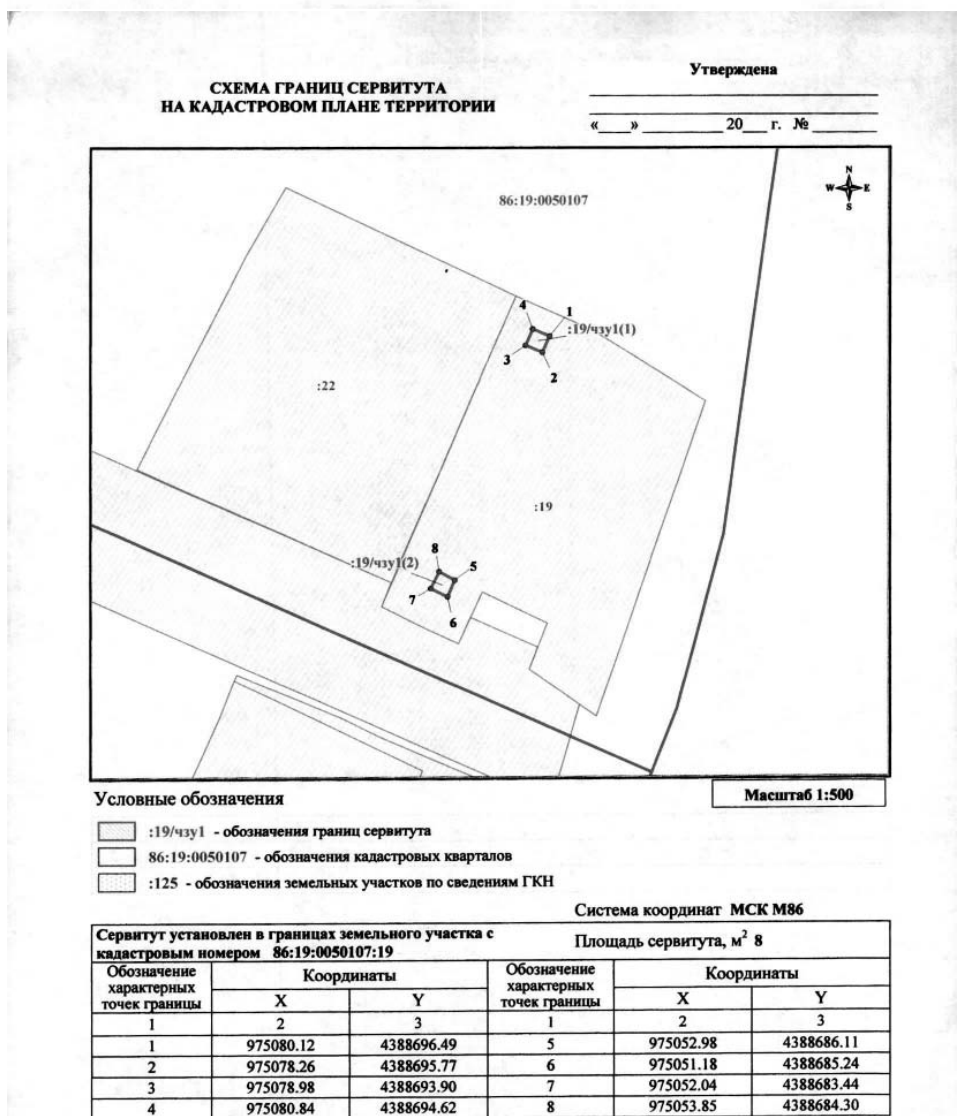 Утверждена
СХЕМА ГРАНИЦ СЕРВИТУТА
НА КАДАСТРОВОМ ПЛАНЕ ТЕРРИТОРИИ
«___» ________ 20___ г. № ______
N
W E
S
86:19:0050107
4 1
:19/чзу1(1)
3 2
:22
:19
8
:19/чзу1(2) 5
7
6
Масштаб 1:500
Условные обозначения
:19/чзу1 - обозначения границ сервитута
86:19:0050107 - обозначения кадастровых кварталов
:125 - обозначения земельных участков по сведениям ГКН
Система координат МСК М86
Сервитут установлен в границах земельного участка с
кадастровым номером 86:19:0050107:19
Площадь сервитута, м² 8
Обозначение характерных точек границы Координаты Обозначение характерных точек границы Координаты
X Y X Y
1 2 3 1 2 3
1 975080.12 4388696.49 5 975052.98 4388686.11
2 975078.26 4388695.77 6 975051.18 4388685.24
3 975078.98 4388693.90 7 975052.04 4388683.44
4 975080.84 4388694.62 8 975053.85 4388684.30